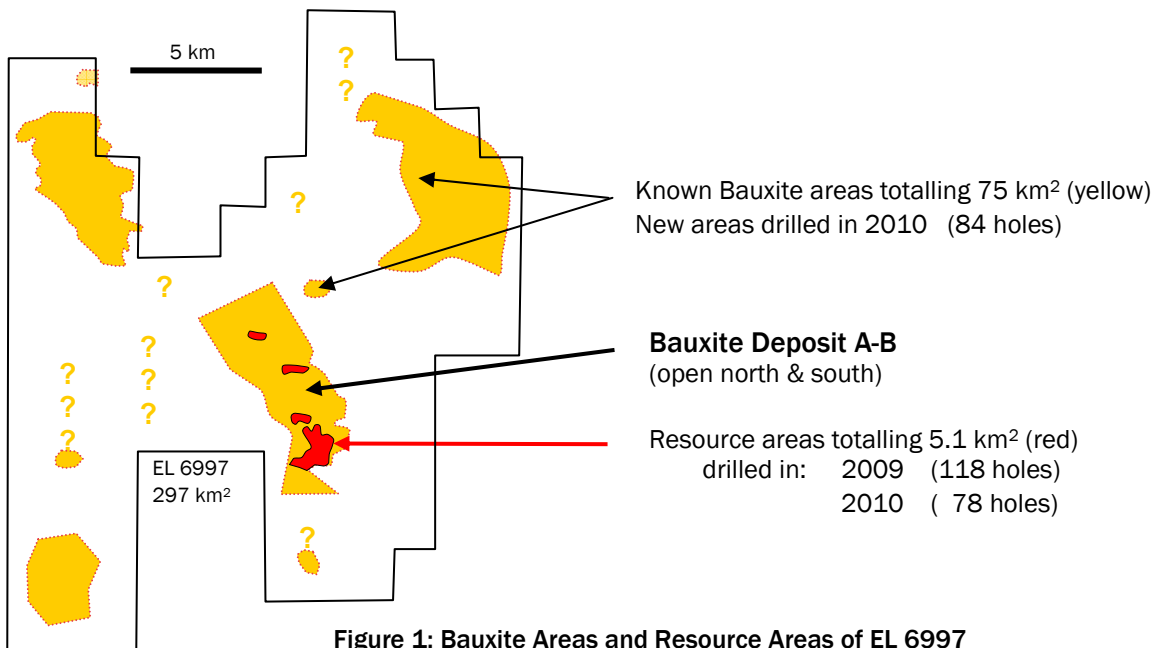 5 km
?
?
?
Known Bauxite areas totalling 75 km² (yellow)
New areas drilled in 2010 (84 holes)
?
Bauxite Deposit A-B
(open north & south)
?
?
?
?
?
?
Resource areas totalling 5.1 km² (red)
drilled in: 2009 (118 holes)
2010 ( 78 holes)
EL 6997
297 km²
?
Figure 1: Bauxite Areas and Resource Areas of EL 6997